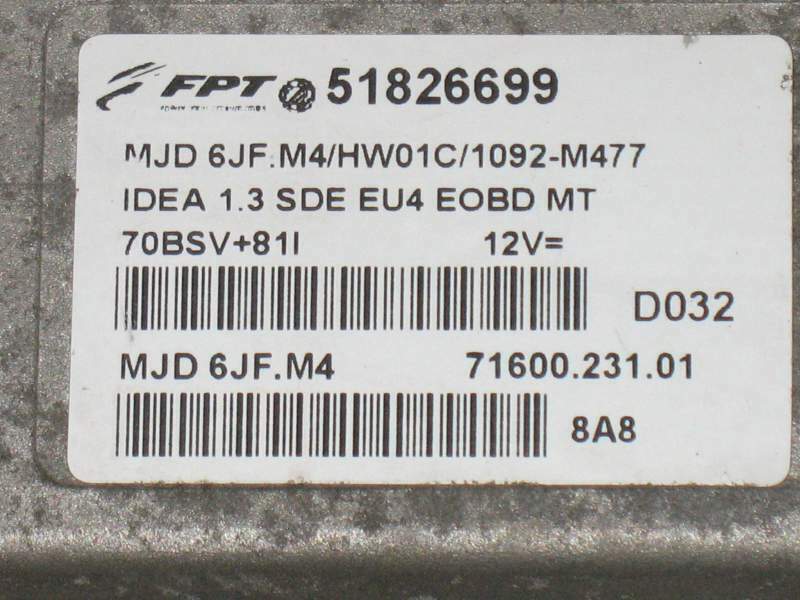 FPT 51826699
MJD 6JF.M4/HW01C/1092-M477
IDEA 1.3 SDE EU4 EOBD MT
70BSV+81I 12V=
D032
MJD 6JF.M4 71600.231.01
8A8